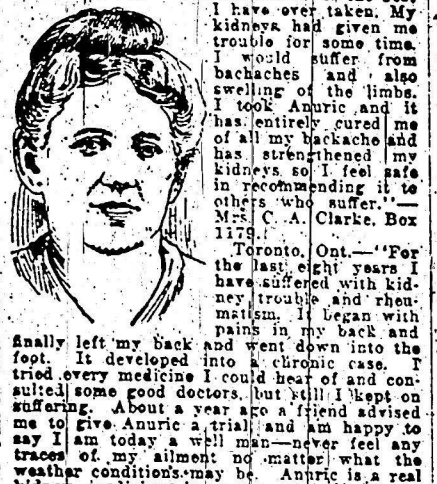 I have ever taken. My
kidneys had given me
trouble for some time.
I would suffer from
bachaches and also
swelling of the limbs.
I took Anuric and it
has entirely cured me
of all my backache and
has strengthened my
kidneys so I feel safe
in recommending it to
others who suffer."—
Mrs. C. A. Clarke, Box
1179.
Toronto, Ont.—"For
the last eight years I
have suffered with kid-
ney trouble and rheu-
matism. It began with
pains in my back and
finally left my back and went down into the
foot. It developed into a chronic case. I
tried every medicine I could hear of and con-
sulted some good doctors, but still I kept on
suffering. About a year ago a friend advised
me to give Anuric a trial and am happy to
say I am today a well man—never feel any
traces of my ailment no matter what the
weather conditions may be. Anuric is a real